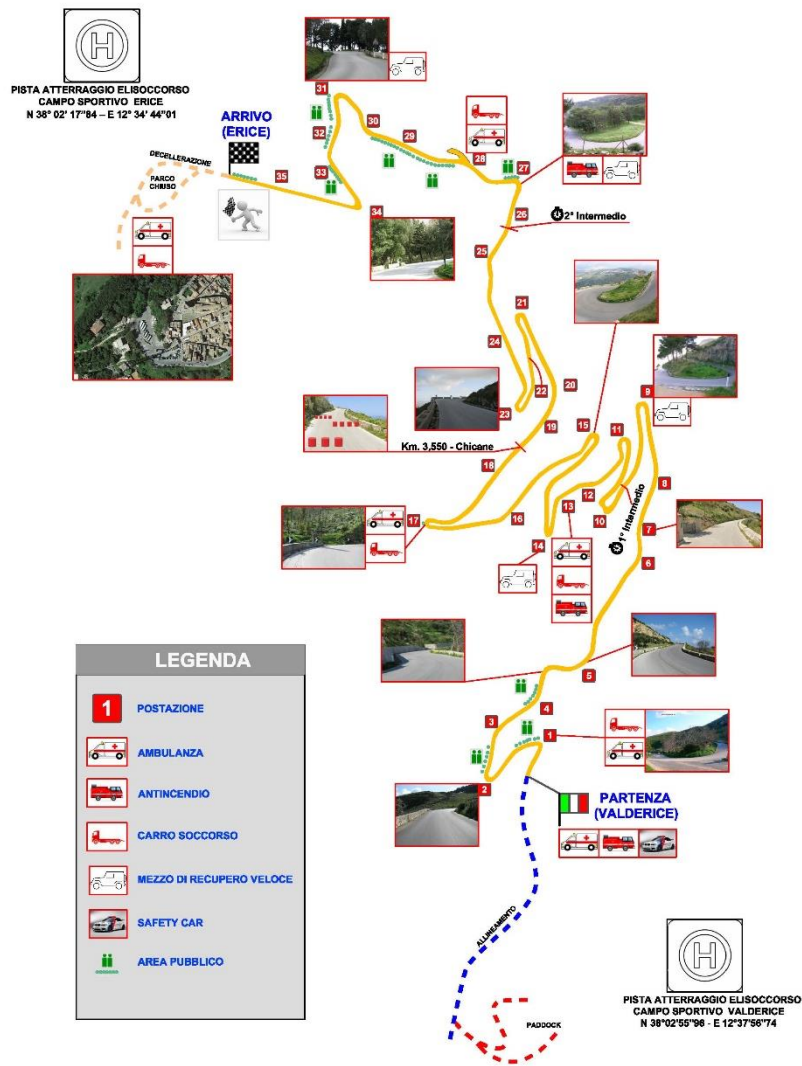 H
PISTA ATTERRAGGIO ELISOCCORSO
CAMPO SPORTIVO ERICE
N 38° 02' 17"84 – E 12° 34' 44"01
ARRIVO
(ERICE)
DECELLERAZIONE
PARCO
CHIUSO
35
31
32
33
30
29
28
27
34
26
2° Intermedio
25
21
24
22
20
23
19
Km. 3,550 - Chicane
18
15
11
9
12
8
10
1° Intermedio
7
13
6
17
16
14
5
4
3
1
2
PARTENZA
(VALDERICE)
ALLINEAMENTO
PADDOCK
LEGENDA
1 POSTAZIONE
AMBULANZA
ANTINCENDIO
CARRO SOCCORSO
MEZZO DI RECUPERO VELOCE
SAFETY CAR
AREA PUBBLICO
H
PISTA ATTERRAGGIO ELISOCCORSO
CAMPO SPORTIVO VALDERICE
N 38°02'55"96 - E 12°37'56"74